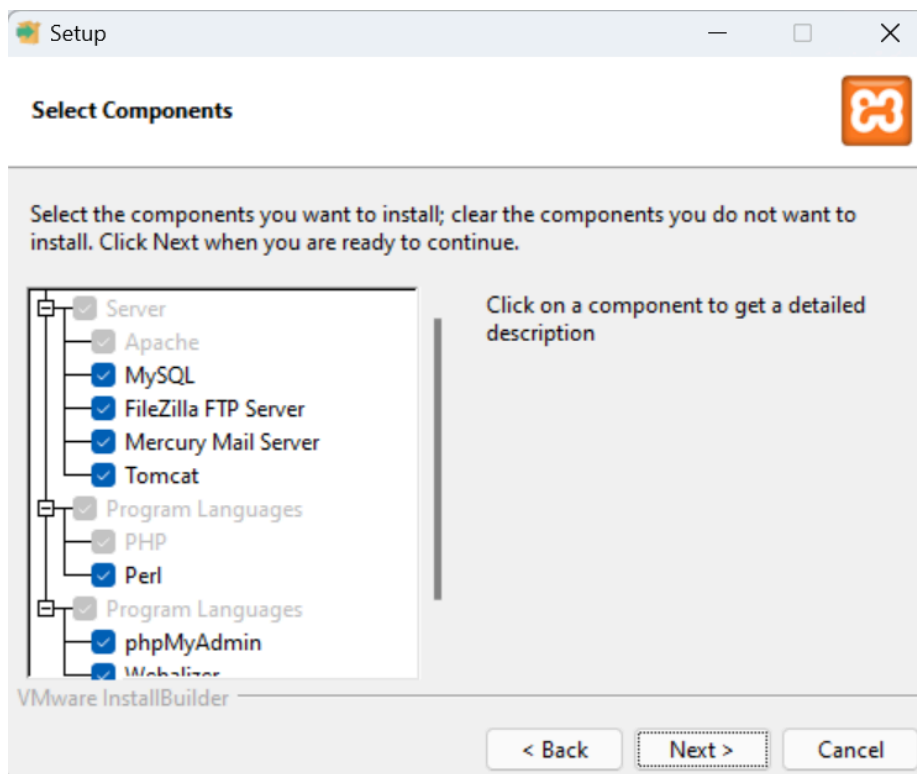 Setup
Select Components
Select the components you want to install; clear the components you do not want to
install. Click Next when you are ready to continue.
Server
Apache
MySQL
FileZilla FTP Server
Mercury Mail Server
Tomcat
Program Languages
PHP
Perl
Program Languages
phpMyAdmin
Webalizer
Click on a component to get a detailed
description
VMware InstallBuilder
< Back
Next >
Cancel